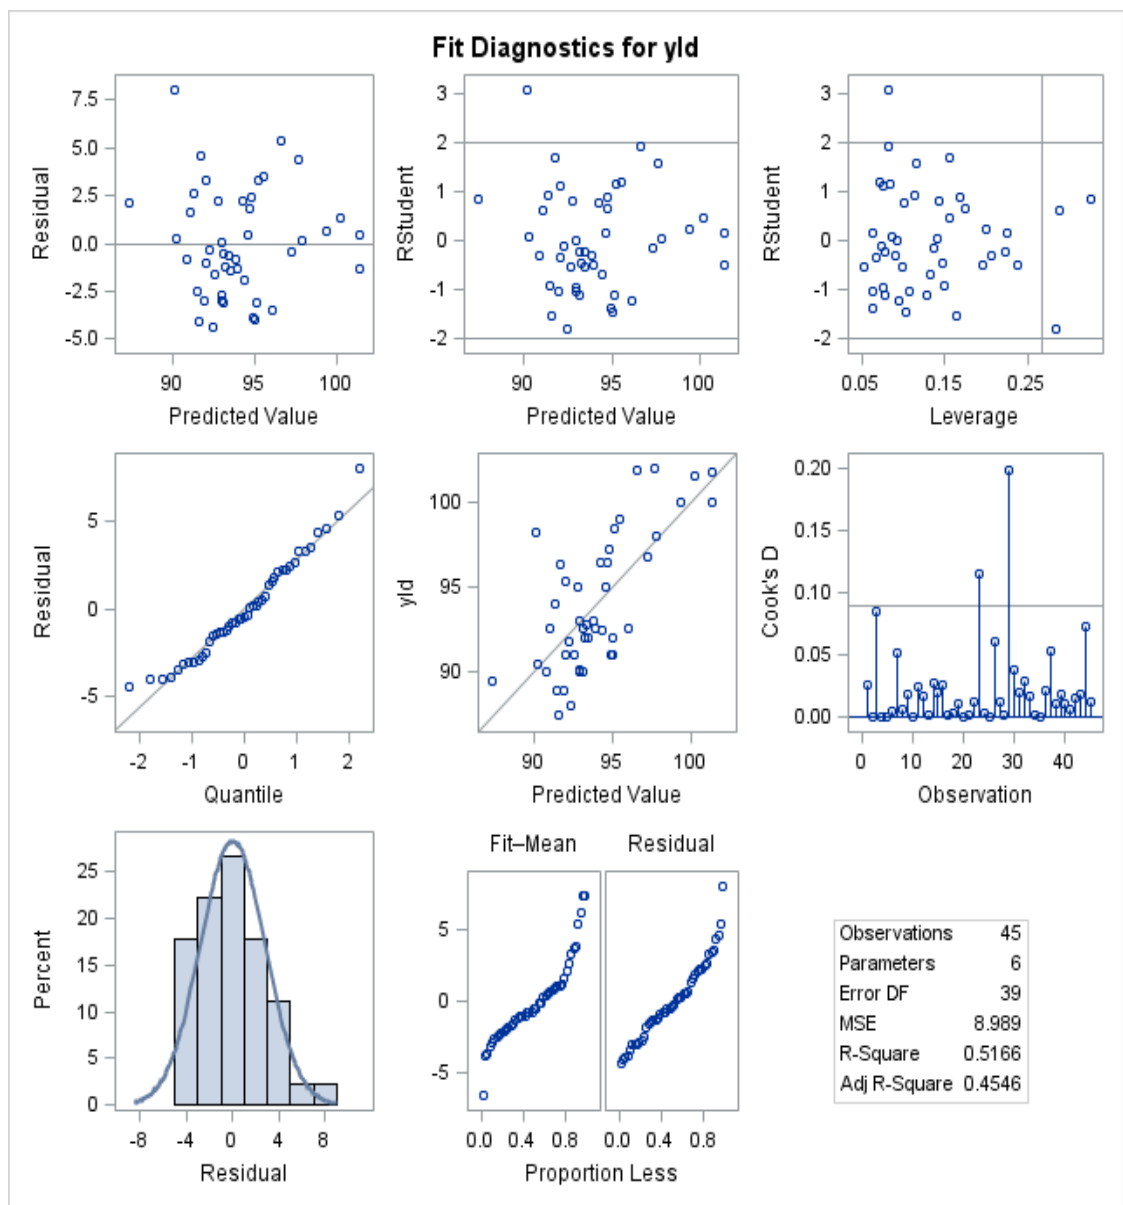 Fit Diagnostics for yld
Residual
7.5
5.0
2.5
0.0
-2.5
-5.0
90 95 100
Predicted Value
RStudent
3
2
1
0
-1
-2
90 95 100
Predicted Value
RStudent
3
2
1
0
-1
-2
0.05 0.15 0.25
Leverage
Residual
5
0
-5
-2 -1 0 1 2
Quantile
yld
100
95
90
90 95 100
Predicted Value
Cook's D
0.20
0.15
0.10
0.05
0.00
0 10 20 30 40
Observation
Percent
25
20
15
10
5
0
-8 -4 0 4 8
Residual
Fit–Mean Residual
5
0
-5
0.0 0.4 0.8 0.0 0.4 0.8
Proportion Less
Observations 45
Parameters 6
Error DF 39
MSE 8.989
R-Square 0.5166
Adj R-Square 0.4546